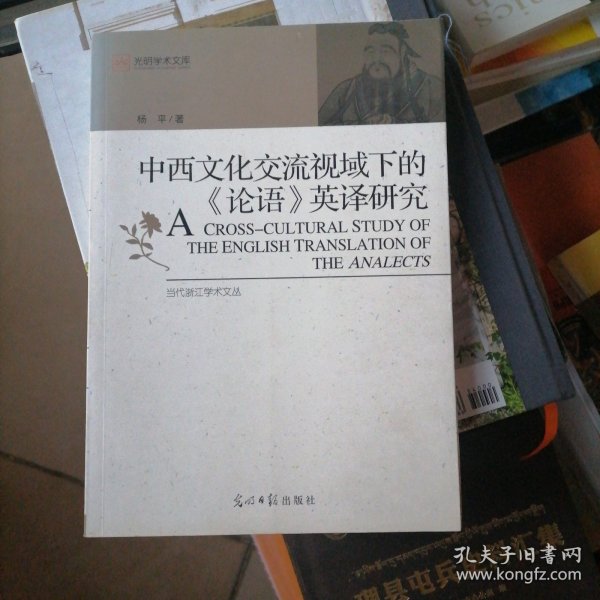 光明学术文库
杨 平/著
中西文化交流视域下的
《论语》英译研究
A CROSS-CULTURAL STUDY OF
THE ENGLISH TRANSLATION OF
THE ANALECTS
当代浙江学术文丛
光明日报出版社
孔夫子旧书网
www.kongfz.com